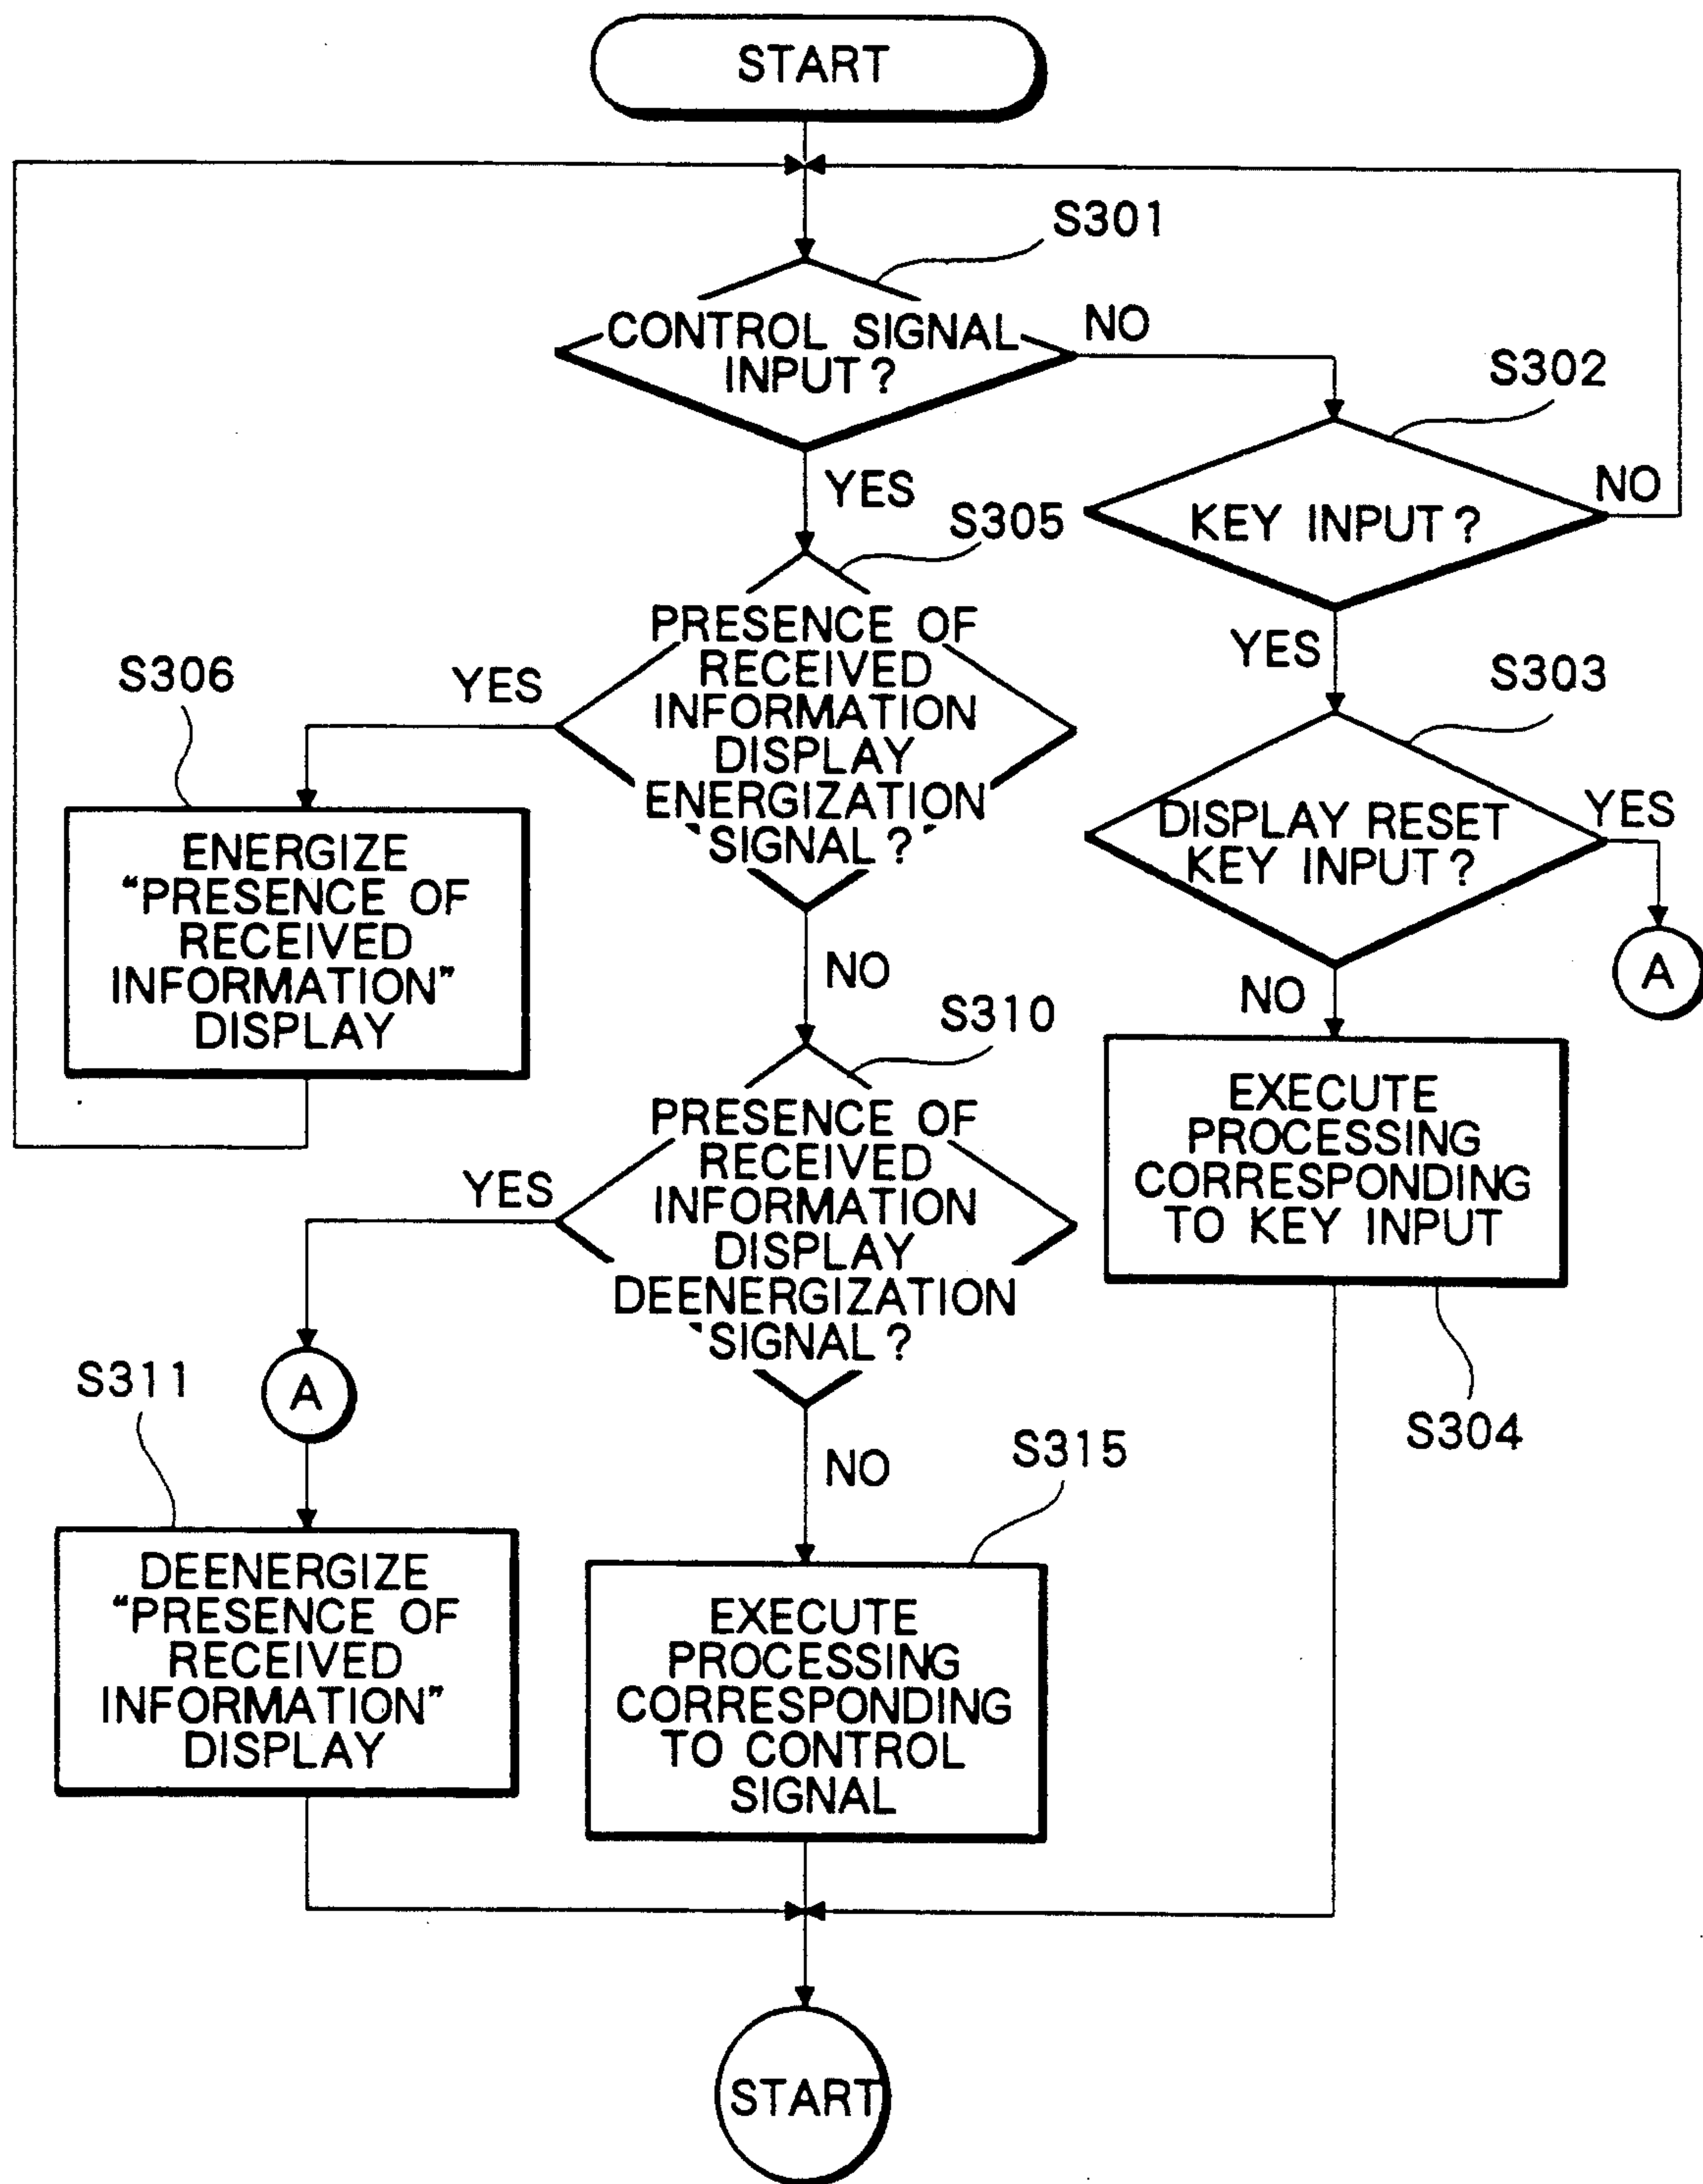 START
S301
CONTROL SIGNAL
INPUT?
NO
S302
KEY INPUT?
NO
YES
S305
PRESENCE OF
RECEIVED
INFORMATION
DISPLAY
ENERGIZATION
SIGNAL?
YES
S306
ENERGIZE
“PRESENCE OF
RECEIVED
INFORMATION”
DISPLAY
YES
S303
DISPLAY RESET
KEY INPUT?
YES
A
NO
NO
S310
PRESENCE OF
RECEIVED
INFORMATION
DISPLAY
DEENERGIZATION
SIGNAL?
YES
EXECUTE
PROCESSING
CORRESPONDING
TO KEY INPUT
S304
A
S311
DEENERGIZE
“PRESENCE OF
RECEIVED
INFORMATION”
DISPLAY
NO
S315
EXECUTE
PROCESSING
CORRESPONDING
TO CONTROL
SIGNAL
START